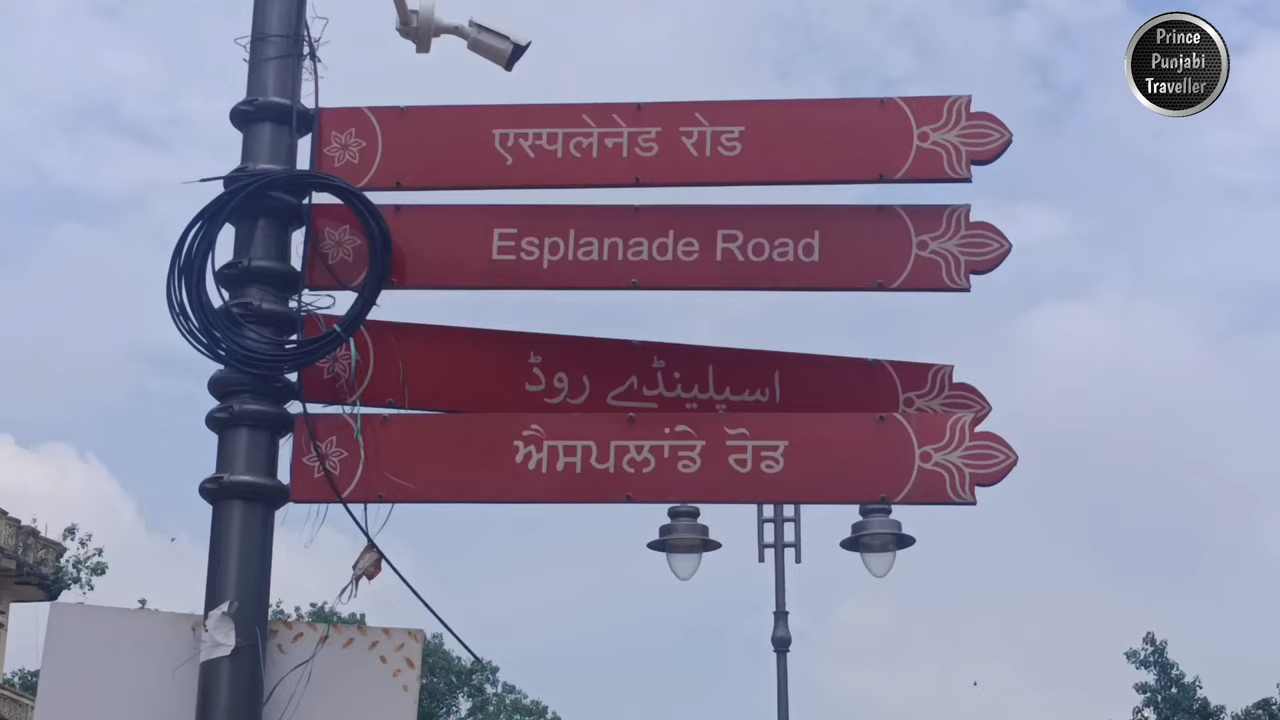 Prince
Punjabi
Traveller
एस्पलेनेड रोड
Esplanade Road
اسپلینڈے روڈ
ਐਸਪਲਾਂਡੇ ਰੋਡ